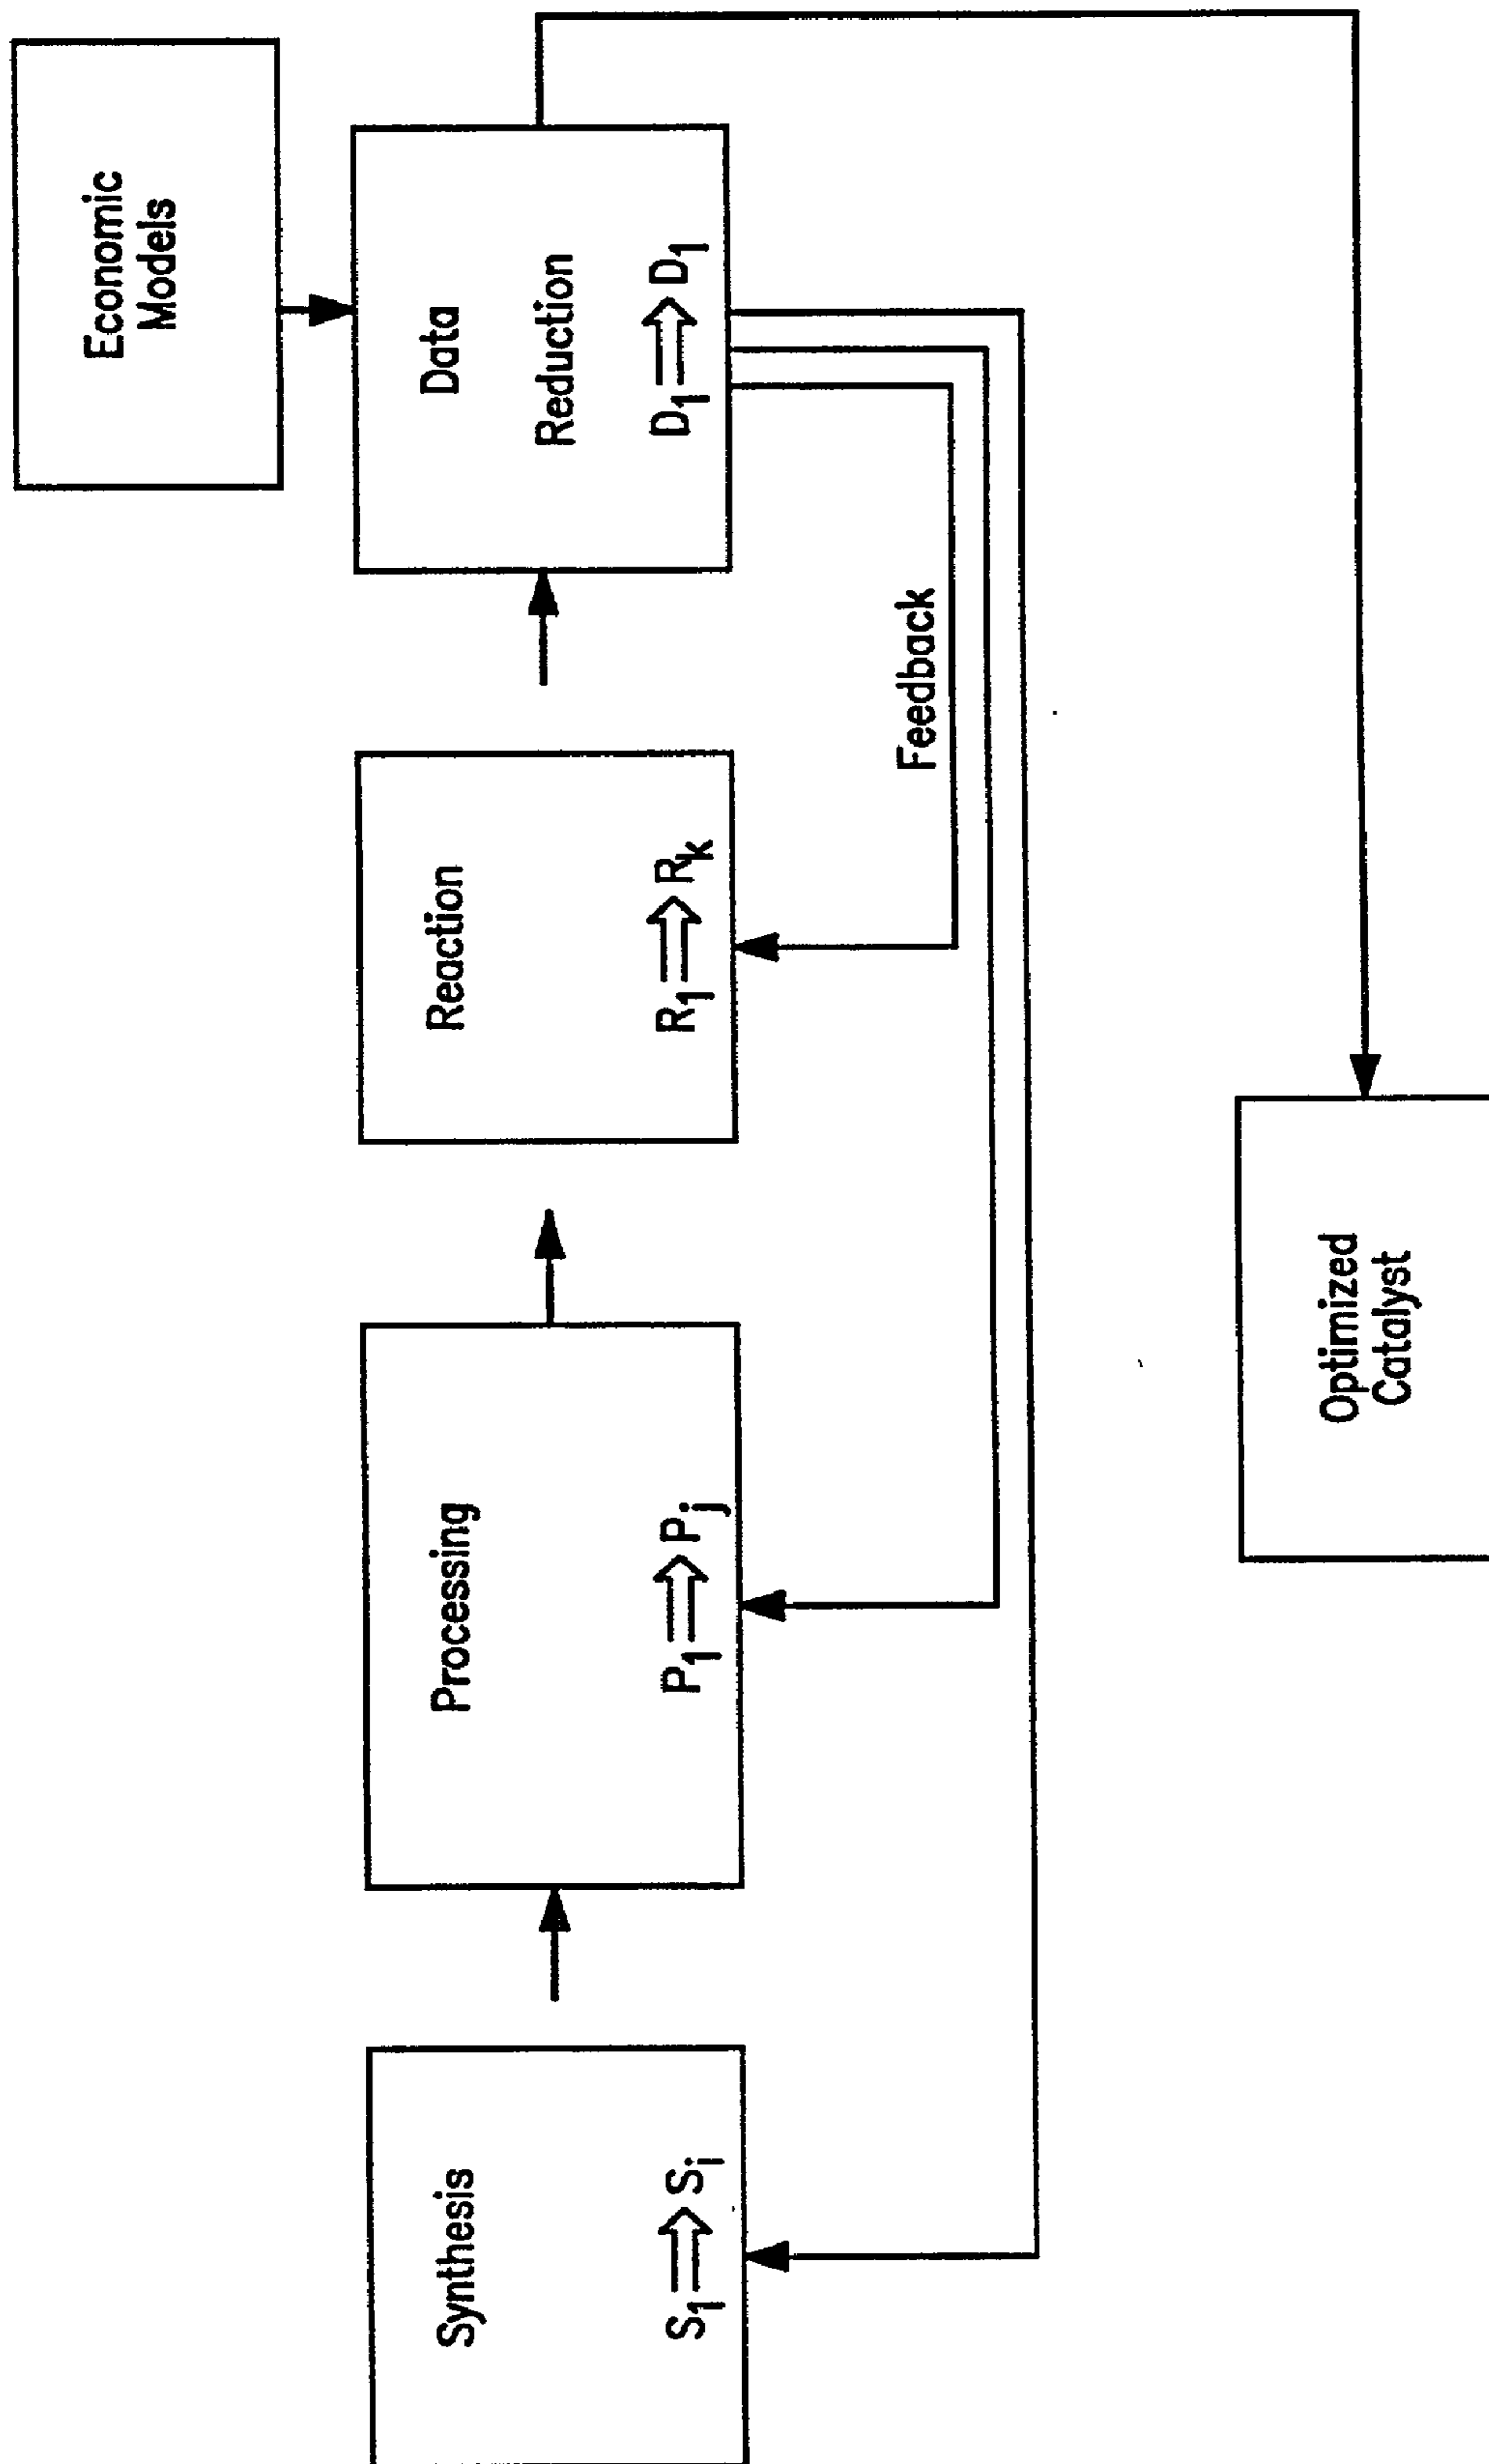 Economic
Models
Synthesis
S1 ⇒ Si
Processing
P1 ⇒ Pj
Reaction
R1 ⇒ Rk
Data
Reduction
D1 ⇒ D1
Feedback
Optimized
Catalyst